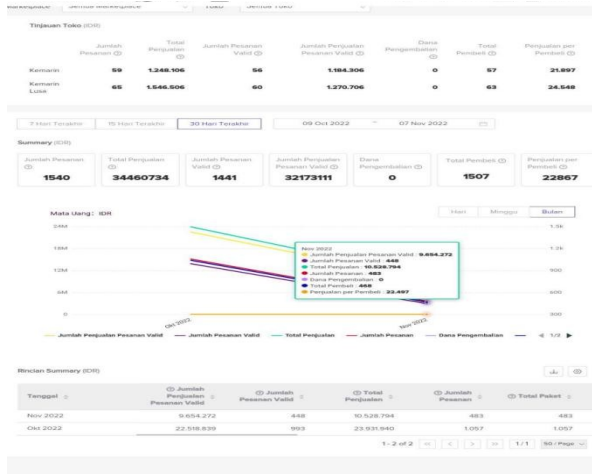 Marketplace Semua Marketplace Toko Semua Toko
Tinjauan Toko (IDR)
Jumlah Pesanan Total Penjualan Jumlah Pesanan Valid Jumlah Penjualan Pesanan Valid Dana Pengembalian Total Pembeli Penjualan per Pembeli
Kemarin 59 1.248.106 56 1.184.306 0 57 21.897
Kemarin Lusa 65 1.546.506 60 1.270.706 0 63 24.548
7 Hari Terakhir 15 Hari Terakhir 30 Hari Terakhir 09 Oct 2022 ~ 07 Nov 2022
Summary (IDR)
Jumlah Pesanan Total Penjualan Jumlah Pesanan Valid Jumlah Penjualan Pesanan Valid Dana Pengembalian Total Pembeli Penjualan per Pembeli
1540 34460734 1441 32173111 0 1507 22867
Mata Uang: IDR Hari Minggu Bulan
24M 1.5k
18M 1.2k
12M 900
6M 600
0 300
Nov 2022
Jumlah Penjualan Pesanan Valid : 9.654.272
Jumlah Pesanan Valid : 448
Total Penjualan : 10.528.794
Jumlah Pesanan : 483
Dana Pengembalian : 0
Total Pembeli : 468
Penjualan per Pembeli : 22.497
Okt 2022 Nov 2022
Jumlah Penjualan Pesanan Valid Jumlah Pesanan Valid Total Penjualan Jumlah Pesanan Dana Pengembalian 1/2
Rincian Summary (IDR)
Tanggal Jumlah Penjualan Pesanan Valid Jumlah Pesanan Valid Total Penjualan Jumlah Pesanan Total Paket
Nov 2022 9.654.272 448 10.528.794 483 483
Okt 2022 22.518.839 993 23.931.940 1.057 1.057
1 - 2 of 2 1/1 50 / Page